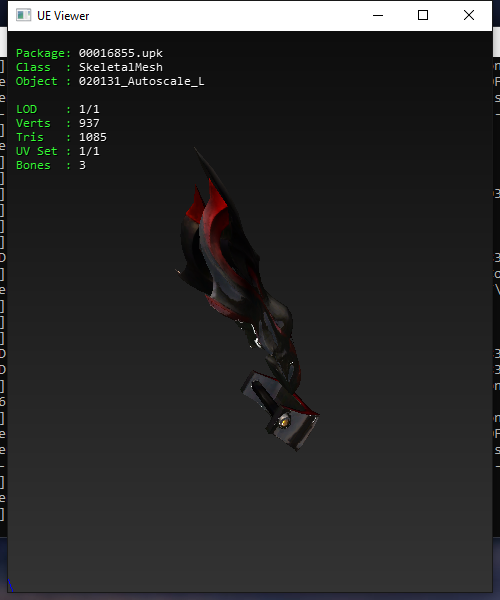 UE Viewer
Package: 00016855.upk
Class : SkeletalMesh
Object : 020131_Autoscale_L
LOD : 1/1
Verts : 937
Tris : 1085
UV Set : 1/1
Bones : 3